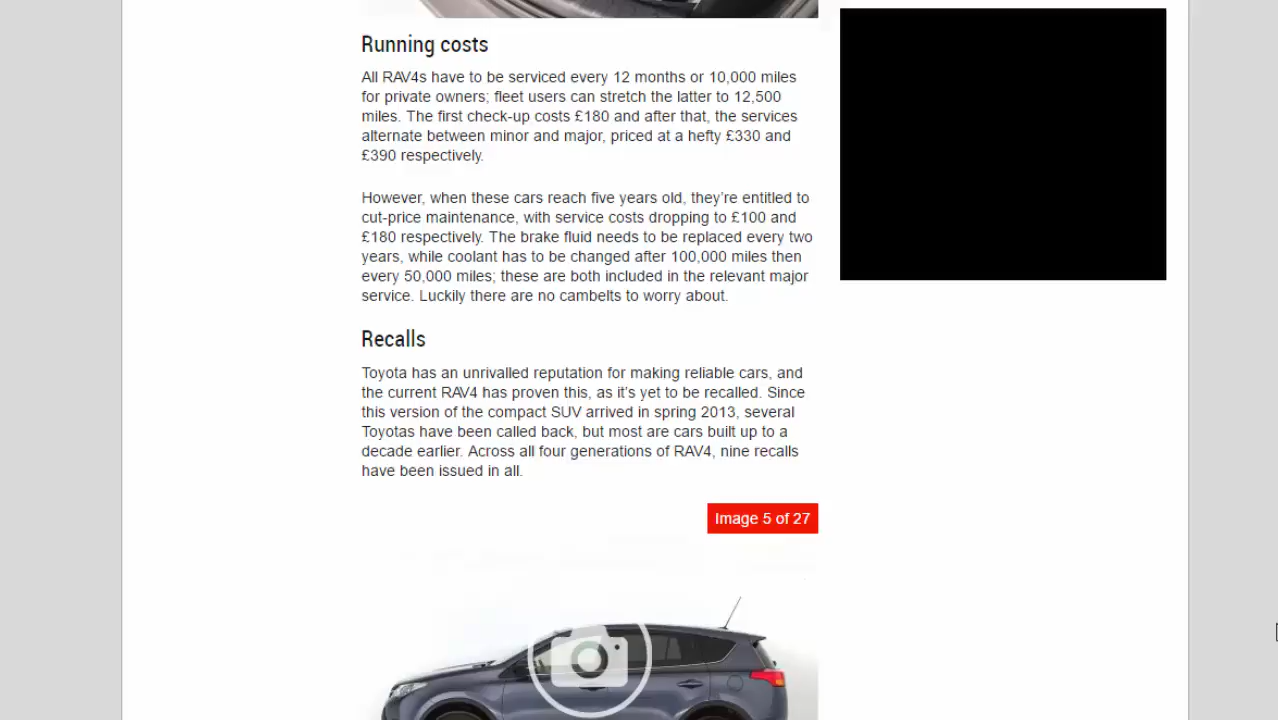 Running costs
All RAV4s have to be serviced every 12 months or 10,000 miles
for private owners; fleet users can stretch the latter to 12,500
miles. The first check-up costs £180 and after that, the services
alternate between minor and major, priced at a hefty £330 and
£390 respectively.
However, when these cars reach five years old, they’re entitled to
cut-price maintenance, with service costs dropping to £100 and
£180 respectively. The brake fluid needs to be replaced every two
years, while coolant has to be changed after 100,000 miles then
every 50,000 miles; these are both included in the relevant major
service. Luckily there are no cambelts to worry about.
Recalls
Toyota has an unrivalled reputation for making reliable cars, and
the current RAV4 has proven this, as it’s yet to be recalled. Since
this version of the compact SUV arrived in spring 2013, several
Toyotas have been called back, but most are cars built up to a
decade earlier. Across all four generations of RAV4, nine recalls
have been issued in all.
Image 5 of 27